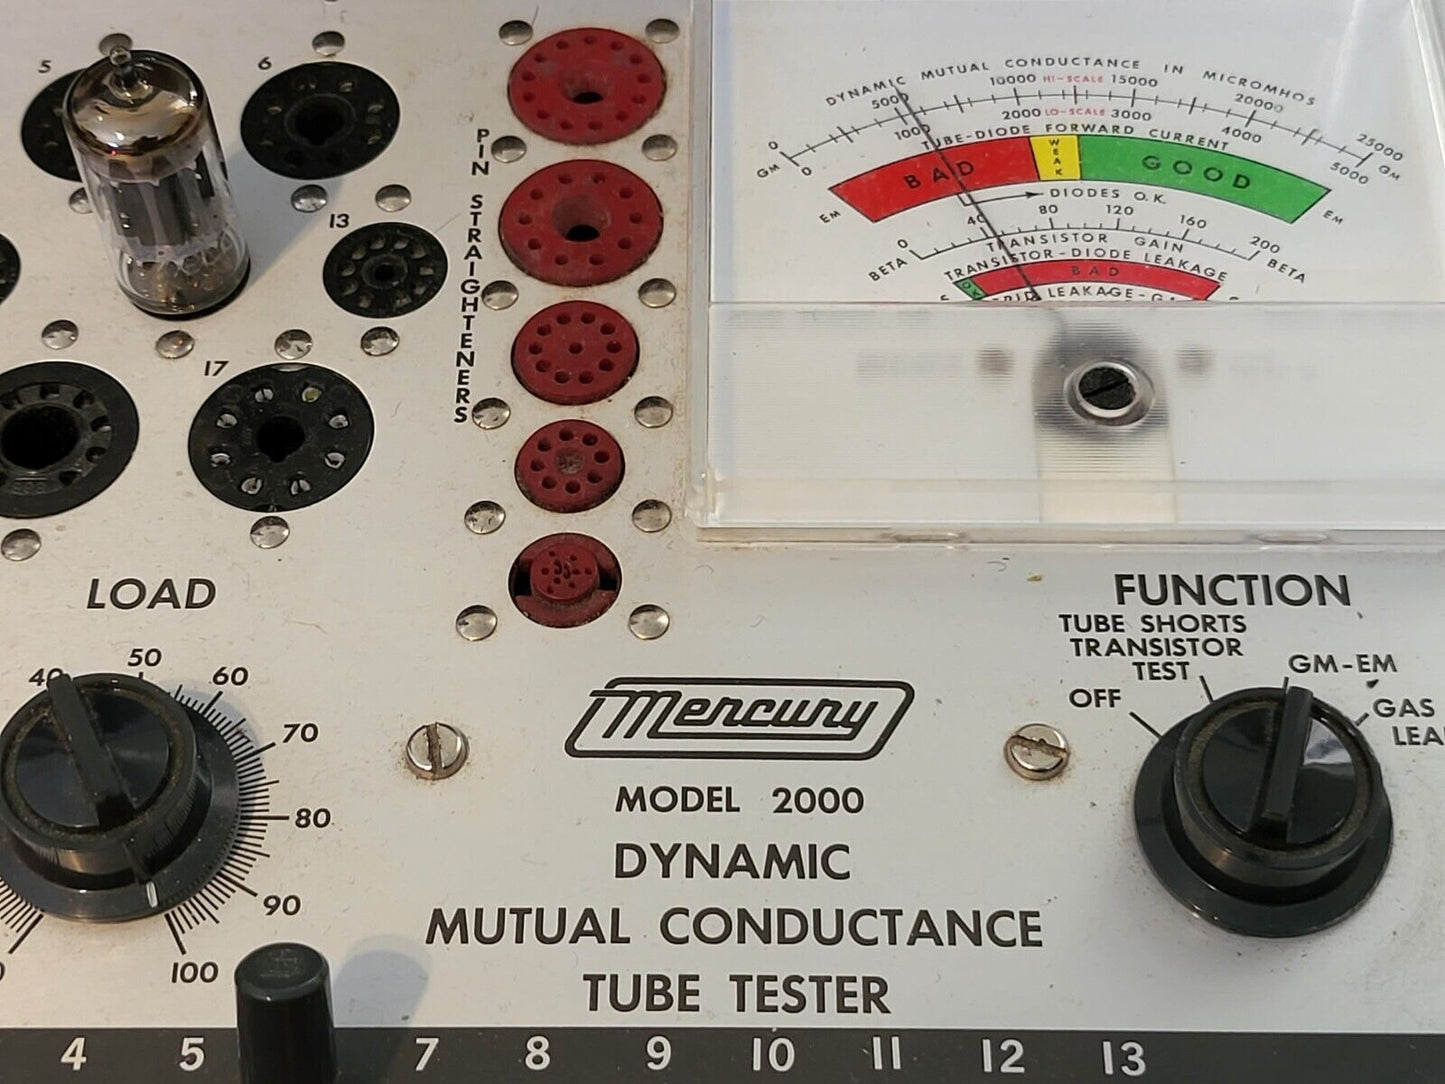 5
6
13
17
PIN STRAIGHTENERS
DYNAMIC MUTUAL CONDUCTANCE IN MICROMHOS
0 5000 10000 HI-SCALE 15000 20000 25000
GM 0 1000 2000 LO-SCALE 3000 4000 5000 GM
TUBE-DIODE FORWARD CURRENT
BAD WEAK GOOD
EM DIODES O.K. EM
0 40 80 120 160 200
BETA TRANSISTOR GAIN BETA
TRANSISTOR-DIODE LEAKAGE
OK BAD
LEAKAGE-GA
LOAD
40 50 60 70 80 90 100
FUNCTION
OFF
TUBE SHORTS
TRANSISTOR
TEST
GM-EM
GAS
LEA
Mercury
MODEL 2000
DYNAMIC
MUTUAL CONDUCTANCE
TUBE TESTER
4 5 7 8 9 10 11 12 13